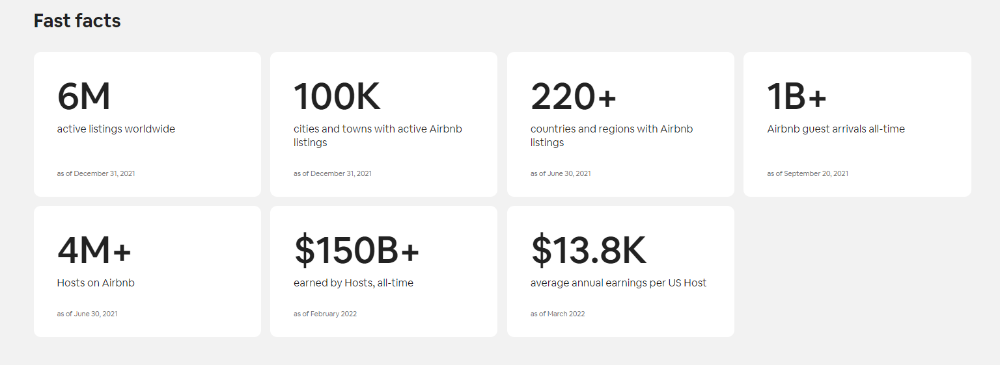 Fast facts
6M
active listings worldwide
as of December 31, 2021
100K
cities and towns with active Airbnb
listings
as of December 31, 2021
220+
countries and regions with Airbnb
listings
as of June 30, 2021
1B+
Airbnb guest arrivals all-time
as of September 20, 2021
4M+
Hosts on Airbnb
as of June 30, 2021
$150B+
earned by Hosts, all-time
as of February 2022
$13.8K
average annual earnings per US Host
as of March 2022